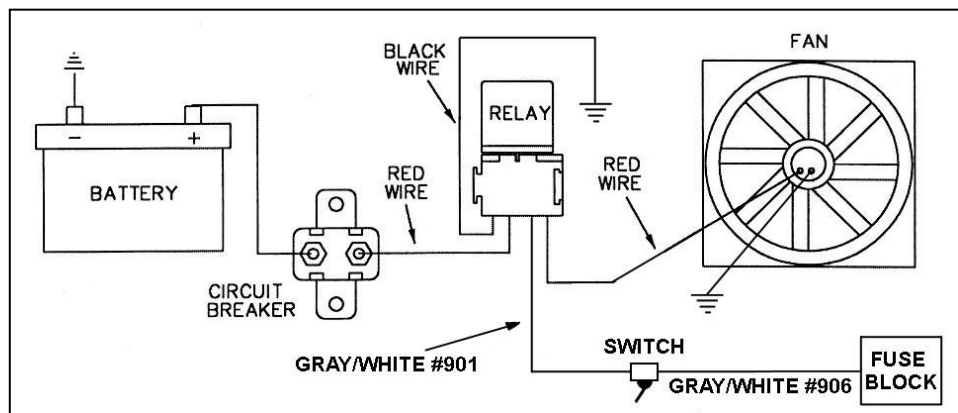 FAN
BLACK
WIRE
RELAY
- +
BATTERY
RED
WIRE
RED
WIRE
CIRCUIT
BREAKER
GRAY/WHITE #901
SWITCH
GRAY/WHITE #906
FUSE
BLOCK